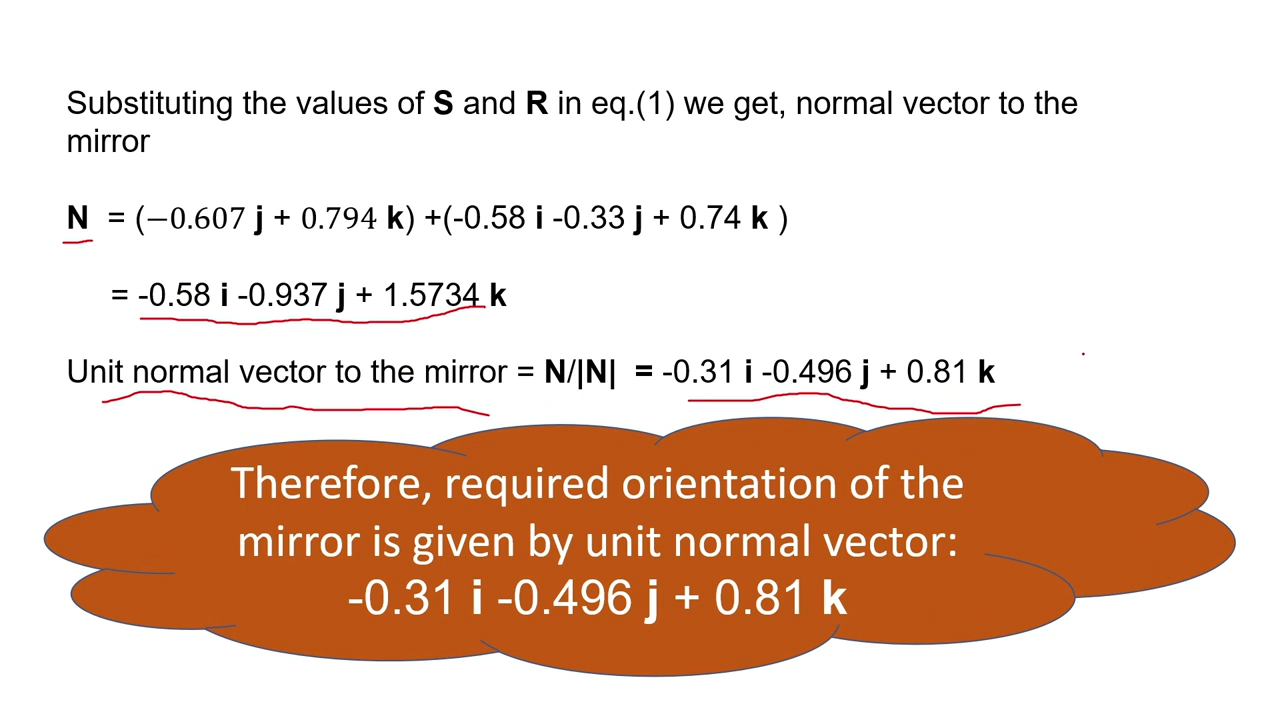 Substituting the values of S and R in eq.(1) we get, normal vector to the
mirror
N = (−0.607 j + 0.794 k) +(-0.58 i -0.33 j + 0.74 k )
= -0.58 i -0.937 j + 1.5734 k
Unit normal vector to the mirror = N/|N| = -0.31 i -0.496 j + 0.81 k
Therefore, required orientation of the
mirror is given by unit normal vector:
-0.31 i -0.496 j + 0.81 k